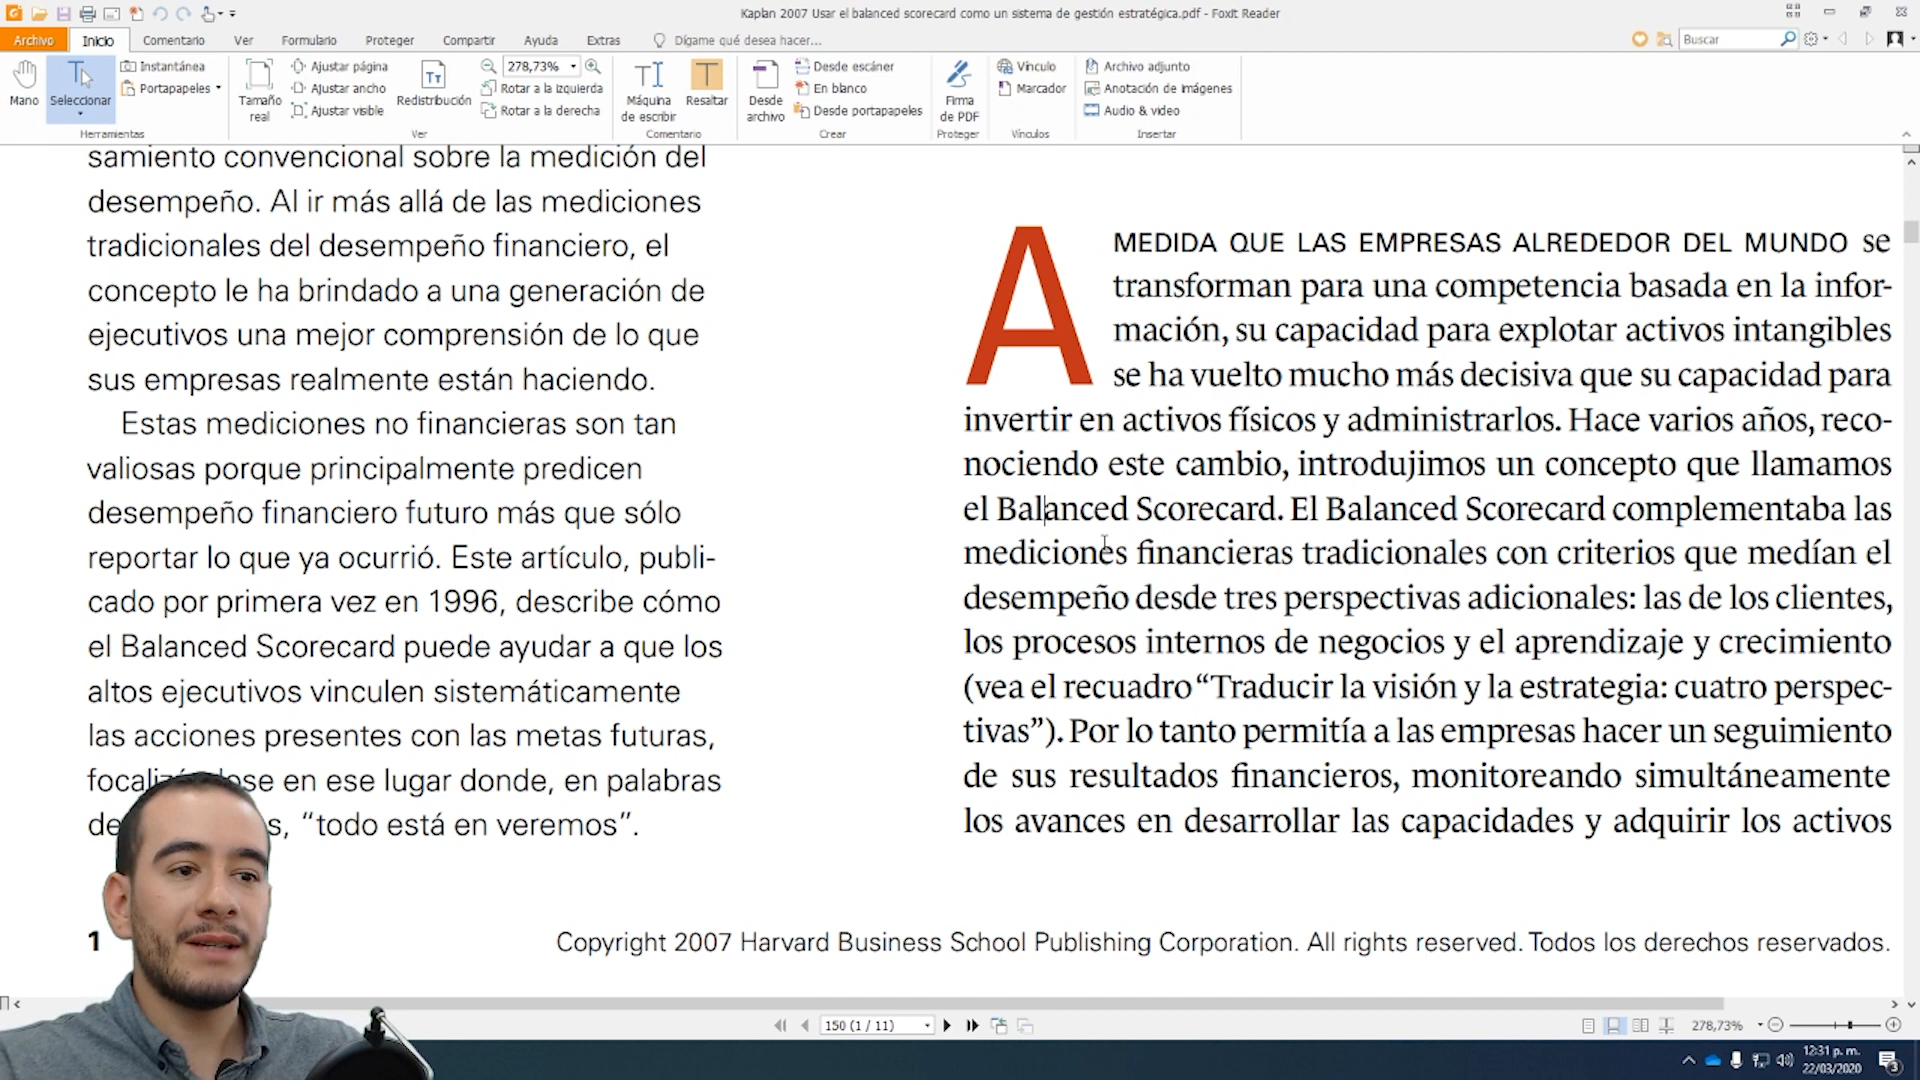 Kaplan 2007 Usar el balanced scorecard como un sistema de gestión estratégica.pdf - Foxit Reader
Archivo Inicio Comentario Ver Formulario Proteger Compartir Ayuda Extras Dígame qué desea hacer... Buscar
Mano
Seleccionar
Instantánea
Portapapeles
Herramientas
Tamaño real
Ajustar página
Ajustar ancho
Ajustar visible
Redistribución
278,73%
Rotar a la izquierda
Rotar a la derecha
Ver
Máquina de escribir
Resaltar
Comentario
Desde archivo
Desde escáner
En blanco
Desde portapapeles
Crear
Firma de PDF
Proteger
Vínculo
Marcador
Vínculos
Archivo adjunto
Anotación de imágenes
Audio & video
Insertar
samiento convencional sobre la medición del
desempeño. Al ir más allá de las mediciones
tradicionales del desempeño financiero, el
concepto le ha brindado a una generación de
ejecutivos una mejor comprensión de lo que
sus empresas realmente están haciendo.
Estas mediciones no financieras son tan
valiosas porque principalmente predicen
desempeño financiero futuro más que sólo
reportar lo que ya ocurrió. Este artículo, publi-
cado por primera vez en 1996, describe cómo
el Balanced Scorecard puede ayudar a que los
altos ejecutivos vinculen sistemáticamente
las acciones presentes con las metas futuras,
en ese lugar donde, en palabras
"todo está en veremos".
A MEDIDA QUE LAS EMPRESAS ALREDEDOR DEL MUNDO se
transforman para una competencia basada en la infor-
mación, su capacidad para explotar activos intangibles
se ha vuelto mucho más decisiva que su capacidad para
invertir en activos físicos y administrarlos. Hace varios años, reco-
nociendo este cambio, introdujimos un concepto que llamamos
el Balanced Scorecard. El Balanced Scorecard complementaba las
mediciones financieras tradicionales con criterios que medían el
desempeño desde tres perspectivas adicionales: las de los clientes,
los procesos internos de negocios y el aprendizaje y crecimiento
(vea el recuadro "Traducir la visión y la estrategia: cuatro perspec-
tivas"). Por lo tanto permitía a las empresas hacer un seguimiento
de sus resultados financieros, monitoreando simultáneamente
los avances en desarrollar las capacidades y adquirir los activos
1
Copyright 2007 Harvard Business School Publishing Corporation. All rights reserved. Todos los derechos reservados.
150 (1 / 11)
278,73%
12:31 p. m.
22/03/2020
3